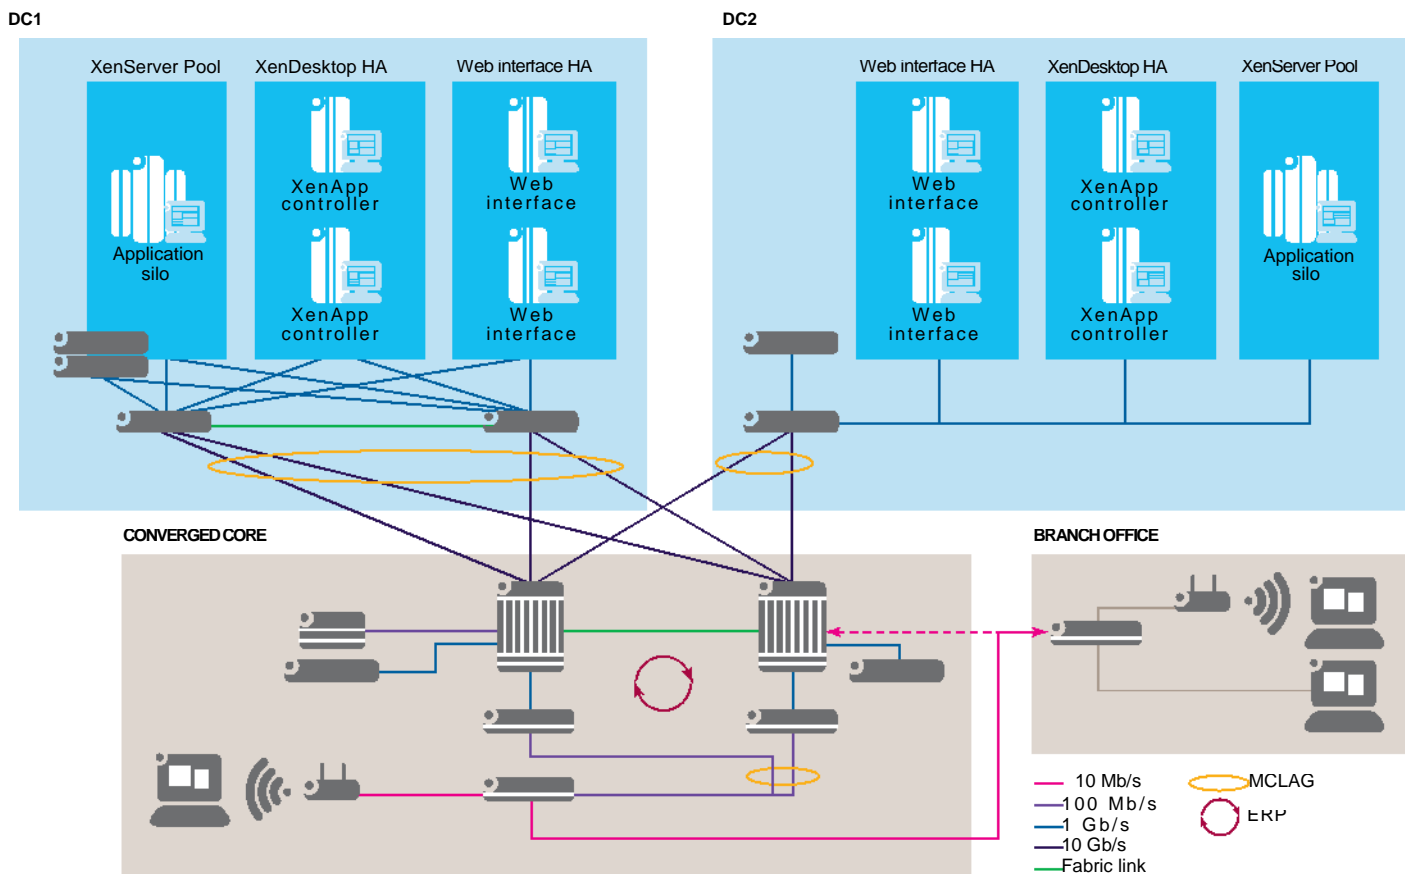 DC1
DC2
XenServer Pool
XenDesktop HA
Web interface HA
Web interface HA
XenDesktop HA
XenServer Pool
Application
silo
XenApp
controller
Web
interface
XenApp
controller
Web
interface
Web
interface
XenApp
controller
Web
interface
XenApp
controller
Application
silo
CONVERGED CORE
BRANCH OFFICE
10 Mb/s
100 Mb/s
1 Gb/s
10 Gb/s
Fabric link
MCLAG
ERP